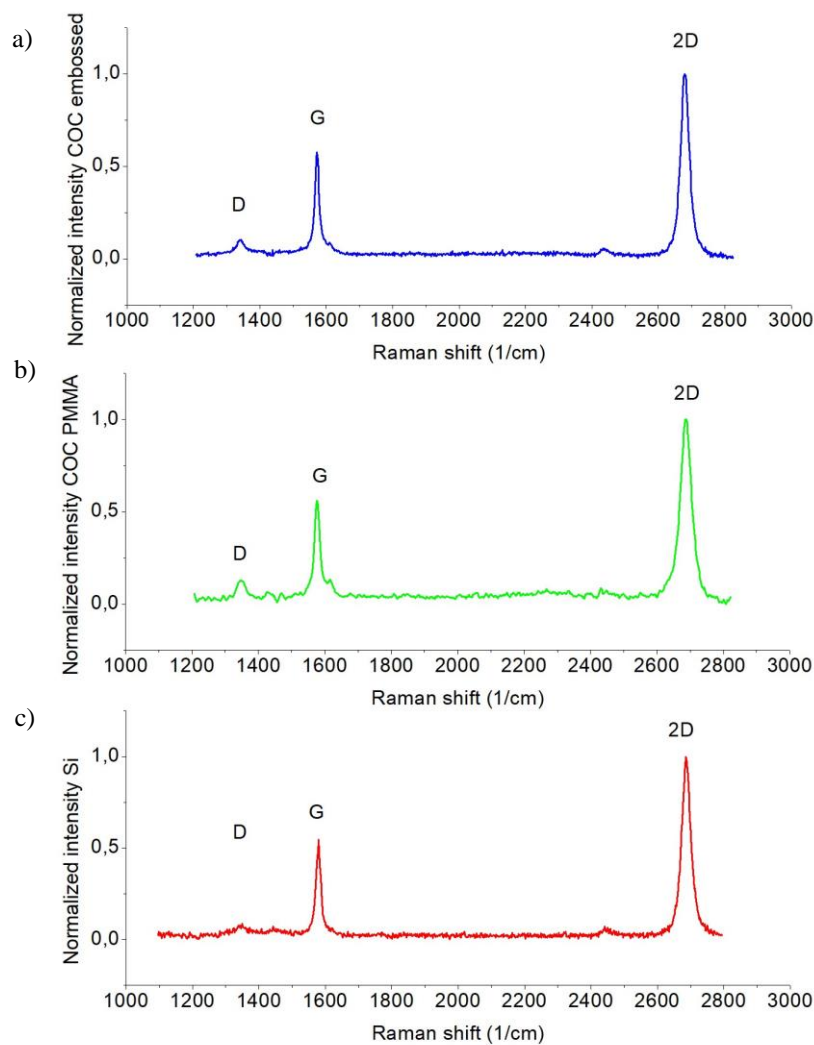 a)
Normalized intensity COC embossed
1,0
0,5
0,0
D
G
2D
1000 1200 1400 1600 1800 2000 2200 2400 2600 2800 3000
Raman shift (1/cm)
b)
Normalized intensity COC PMMA
1,0
0,5
0,0
D
G
2D
1000 1200 1400 1600 1800 2000 2200 2400 2600 2800 3000
Raman shift (1/cm)
c)
Normalized intensity Si
1,0
0,5
0,0
D
G
2D
1000 1200 1400 1600 1800 2000 2200 2400 2600 2800 3000
Raman shift (1/cm)